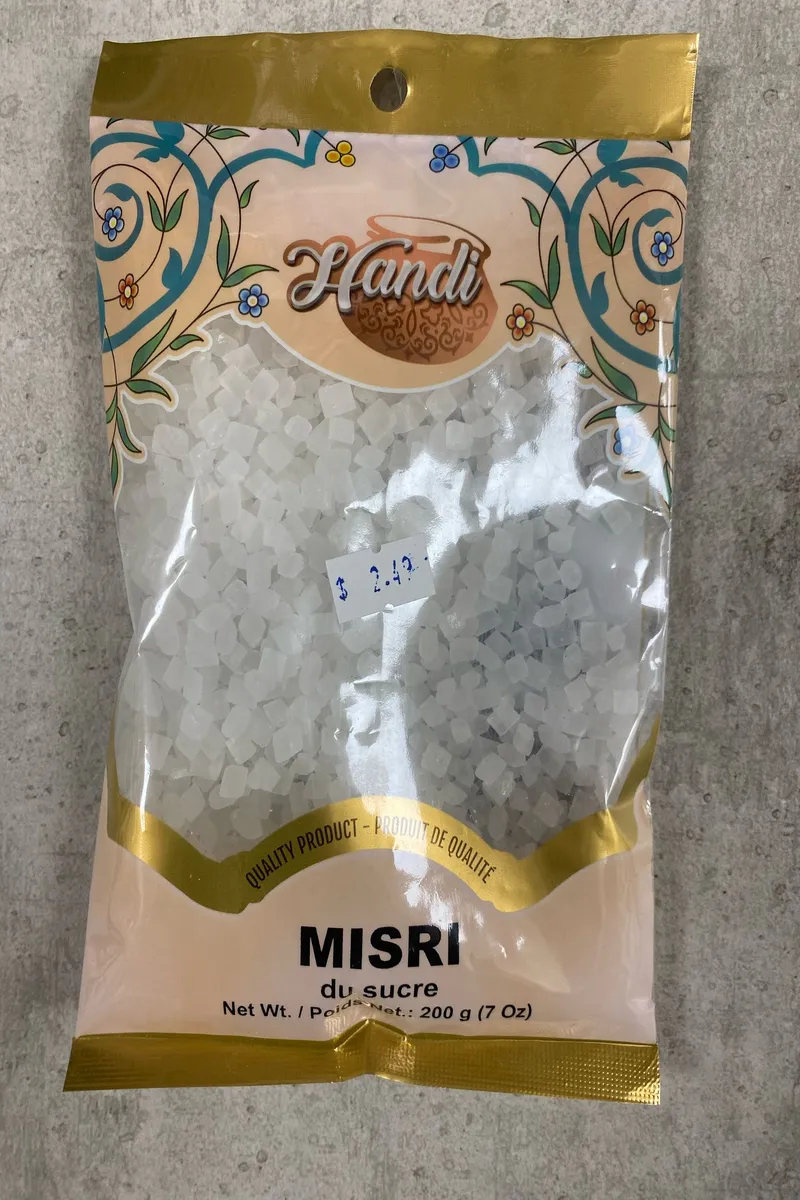 Handi
$ 2.49
QUALITY PRODUCT - PRODUIT DE QUALITÉ
MISRI
du sucre
Net Wt. / Poids Net.: 200 g (7 Oz)